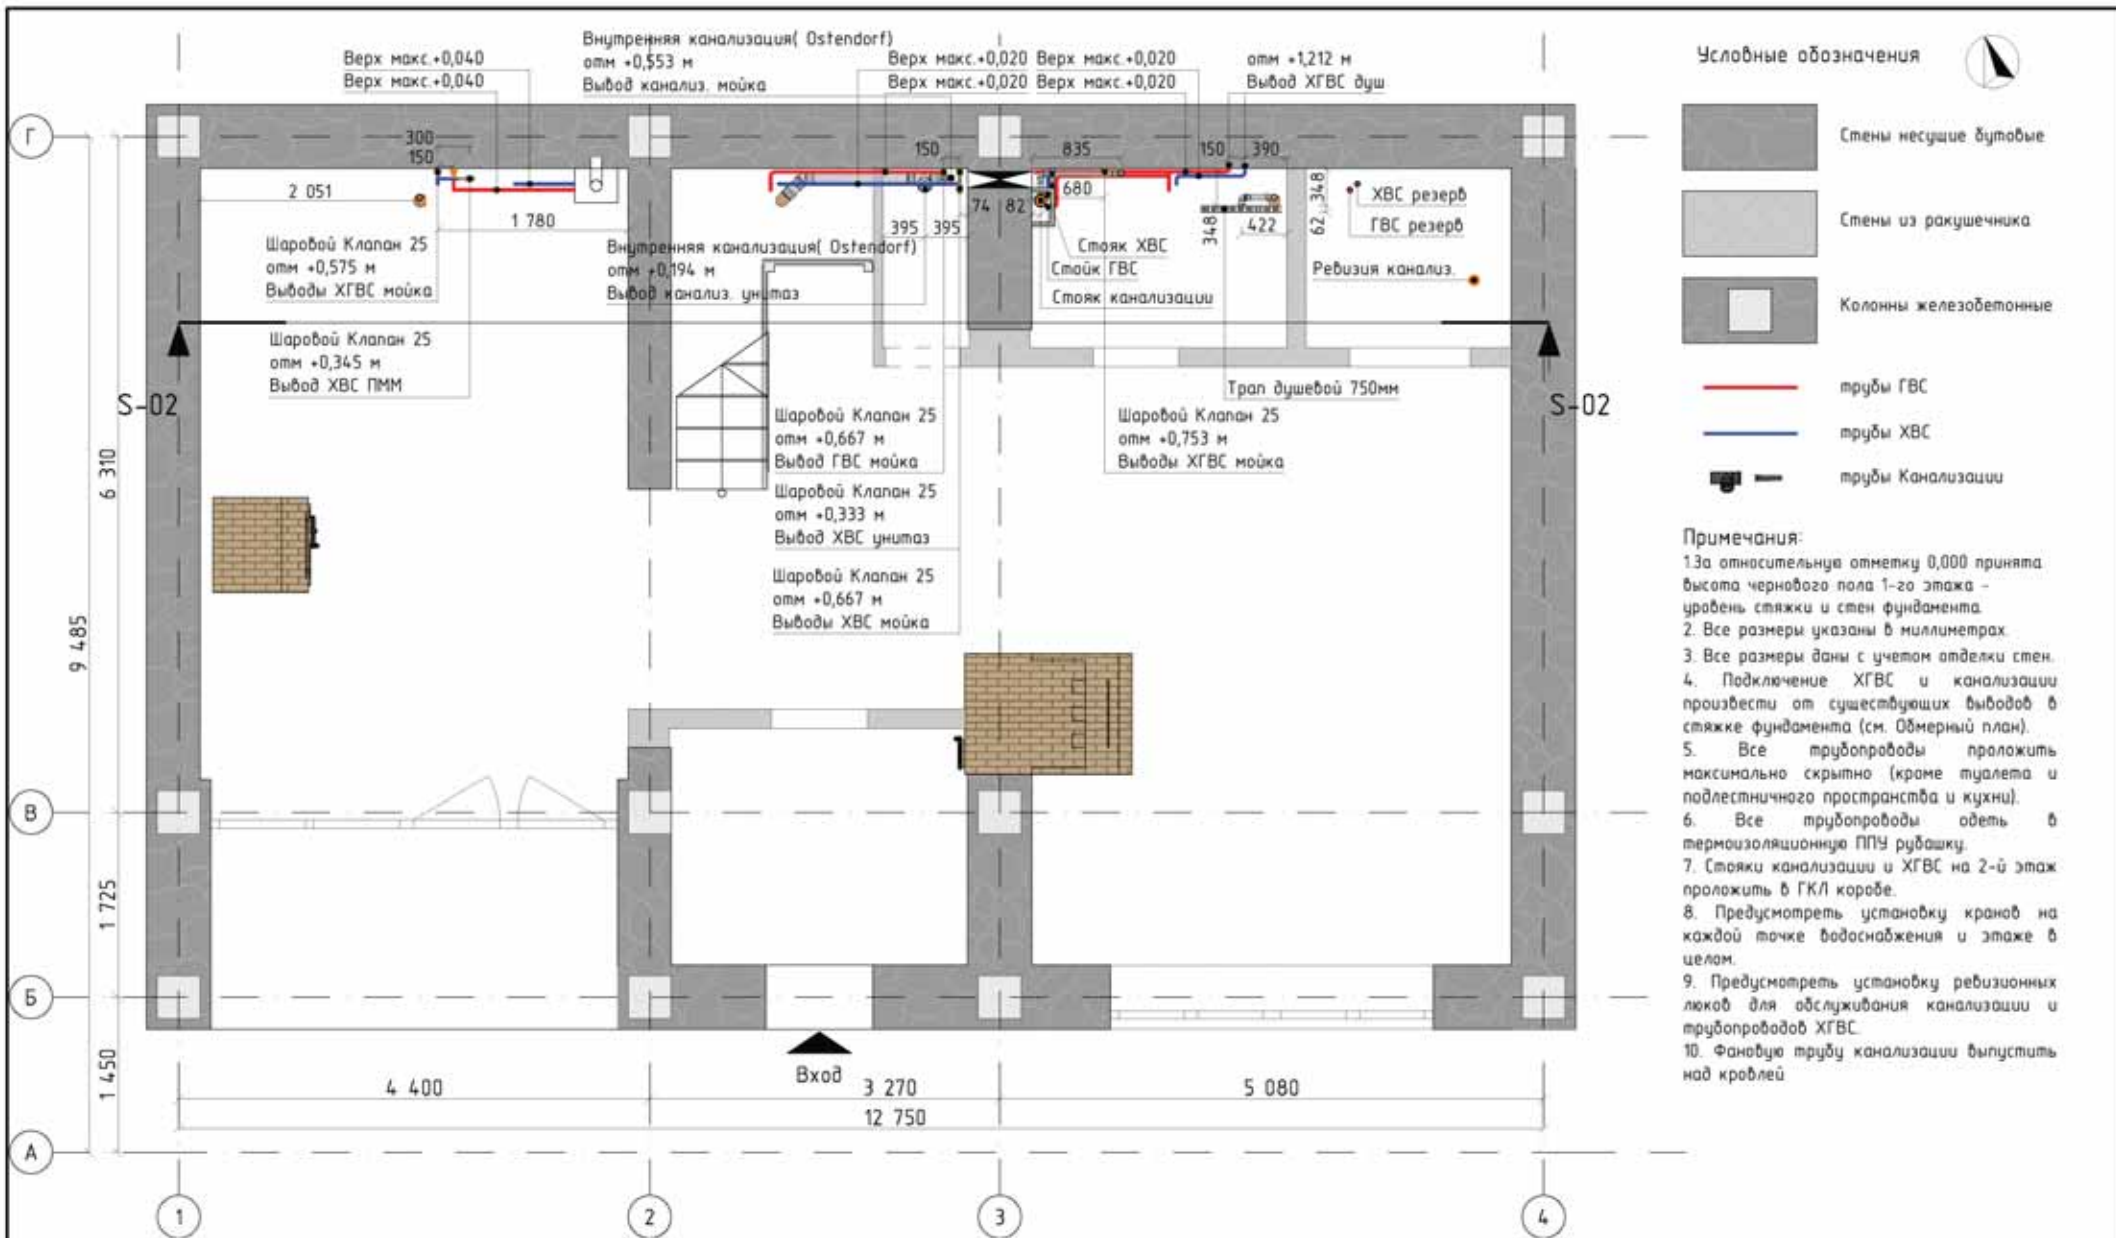 Верх макс.+0,040
Верх макс.+0,040
Внутренняя канализация( Ostendorf)
отм +0,553 м
Вывод канализ. мойка
Верх макс.+0,020
Верх макс.+0,020
Верх макс.+0,020
Верх макс.+0,020
отм +1,212 м
Вывод ХГВС душ
Г
300
150
2 051
1 780
150
835
150
390
680
74
82
395
395
348
422
62
348
ХВС резерв
ГВС резерв
Ревизия канализ.
Шаровой Клапан 25
отм +0,575 м
Выводы ХГВС мойка
Внутренняя канализация( Ostendorf)
отм +0,194 м
Вывод канализ. унитаз
Стояк ХВС
Стойк ГВС
Стояк канализации
Шаровой Клапан 25
отм +0,345 м
Вывод ХВС ПММ
S-02
S-02
Трап душевой 750мм
Шаровой Клапан 25
отм +0,667 м
Вывод ГВС мойка
Шаровой Клапан 25
отм +0,753 м
Выводы ХГВС мойка
Шаровой Клапан 25
отм +0,333 м
Вывод ХВС унитаз
Шаровой Клапан 25
отм +0,667 м
Выводы ХВС мойка
6 310
9 485
В
1 725
Б
1 450
А
Вход
4 400
3 270
5 080
12 750
1
2
3
4
Условные обозначения
Стены несущие бутовые
Стены из ракушечника
Колонны железобетонные
трубы ГВС
трубы ХВС
трубы Канализации
Примечания:
1.За относительную отметку 0,000 принята
высота чернового пола 1-го этажа -
уровень стяжки и стен фундамента.
2. Все размеры указаны в миллиметрах.
3. Все размеры даны с учетом отделки стен.
4. Подключение ХГВС и канализации
произвести от существующих выводов в
стяжке фундамента (см. Обмерный план).
5. Все трубопроводы проложить
максимально скрытно (кроме туалета и
подлестничного пространства и кухни).
6. Все трубопроводы одеть в
термоизоляционную ППУ рубашку.
7. Стояки канализации и ХГВС на 2-й этаж
проложить в ГКЛ коробе.
8. Предусмотреть установку кранов на
каждой точке водоснабжения и этаже в
целом.
9. Предусмотреть установку ревизионных
люков для обслуживания канализации и
трубопроводов ХГВС.
10. Фановую трубу канализации выпустить
над кровлей